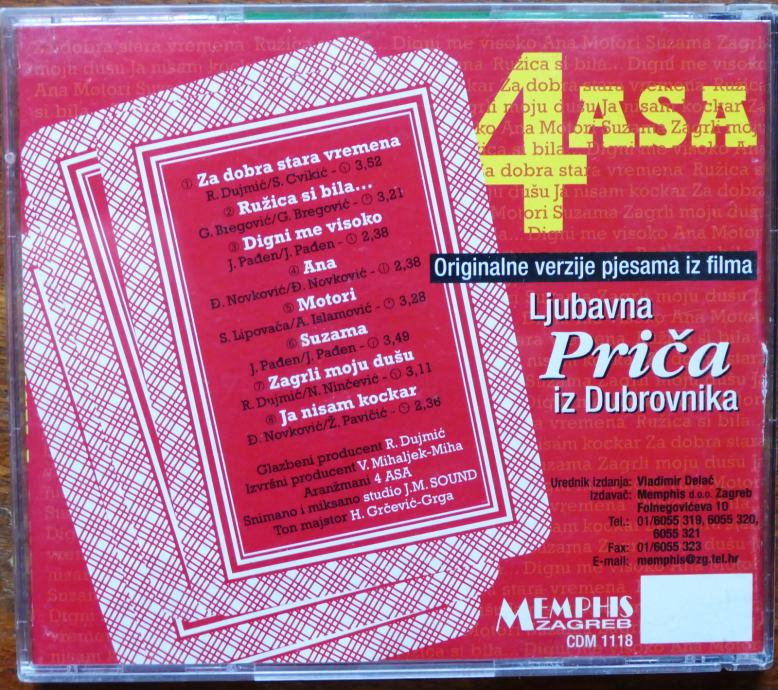 4 ASA
① Za dobra stara vremena
R. Dujmić/S. Cvikić - 3,52
② Ružica si bila...
G. Bregović/G. Bregović - 3,21
③ Digni me visoko
J. Pađen/J. Pađen - 2,38
④ Ana
Đ. Novković/Đ. Novković - 2,38
⑤ Motori
S. Lipovača/A. Islamović - 3,28
⑥ Suzama
J. Pađen/J. Pađen - 3,49
⑦ Zagrli moju dušu
R. Dujmić/N. Ninčević - 3,11
⑧ Ja nisam kockar
Đ. Novković/Ž. Pavičić - 2,36
Glazbeni producent R. Dujmić
Izvršni producent V. Mihaljek-Miha
Aranžmani 4 ASA
Snimano i miksano studio J.M. SOUND
Ton majstor H. Grčević-Grga
Originalne verzije pjesama iz filma
Ljubavna
Priča
iz Dubrovnika
Urednik izdanja: Vladimir Delač
Izdavač: Memphis d.o.o. Zagreb
Folnegovićeva 10
Tel.: 01/6055 319, 6055 320,
6055 321
Fax: 01/6055 323
E-mail: memphis@zg.tel.hr
MEMPHIS
ZAGREB
CDM 1118